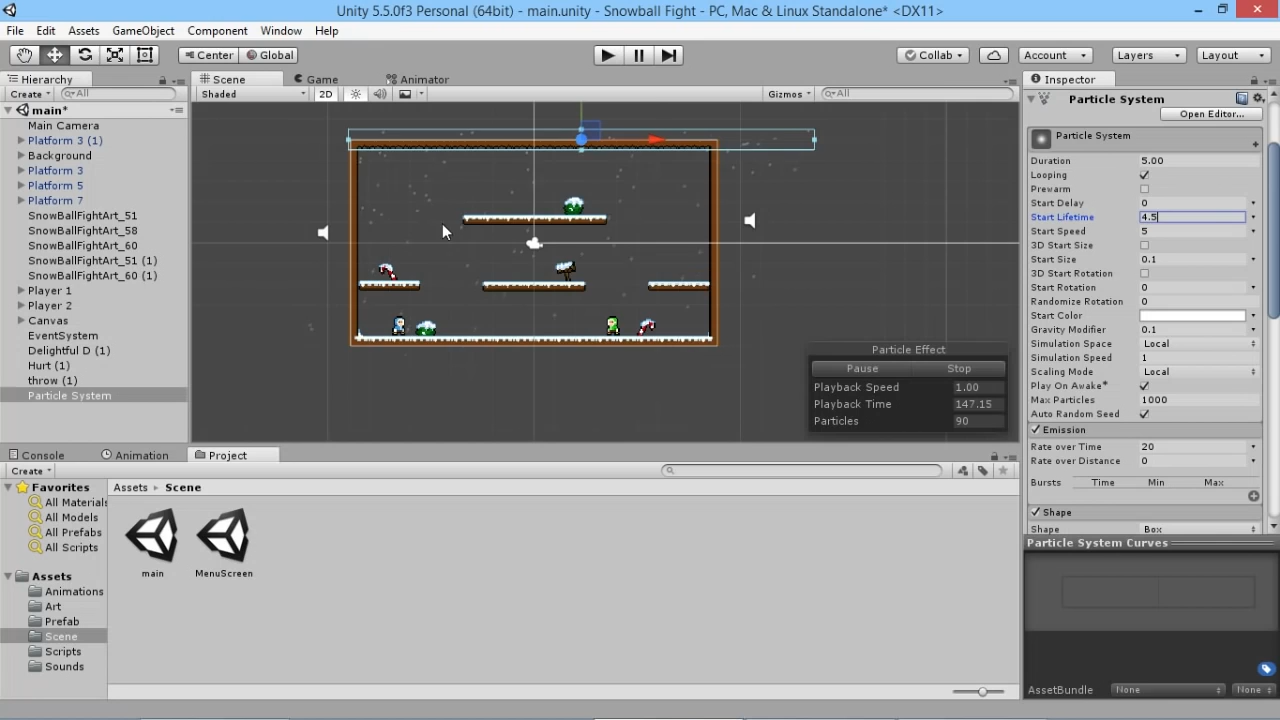 Unity 5.5.0f3 Personal (64bit) - main.unity - Snowball Fight - PC, Mac & Linux Standalone* <DX11>
File Edit Assets GameObject Component Window Help
Center Global Collab Account Layers Layout
Hierarchy Scene Game Animator Inspector
Create All Shaded 2D Gizmos All
main*
Main Camera
Platform 3 (1)
Background
Platform 3
Platform 5
Platform 7
SnowBallFightArt_51
SnowBallFightArt_58
SnowBallFightArt_60
SnowBallFightArt_51 (1)
SnowBallFightArt_60 (1)
Player 1
Player 2
Canvas
EventSystem
Delightful D (1)
Hurt (1)
throw (1)
Particle System
Particle Effect
Pause Stop
Playback Speed 1.00
Playback Time 147.15
Particles 90
Particle System
Open Editor...
Particle System
Duration 5.00
Looping
Prewarm
Start Delay 0
Start Lifetime 4.5
Start Speed 5
3D Start Size
Start Size 0.1
3D Start Rotation
Start Rotation 0
Randomize Rotation 0
Start Color
Gravity Modifier 0.1
Simulation Space Local
Simulation Speed 1
Scaling Mode Local
Play On Awake*
Max Particles 1000
Auto Random Seed
Emission
Rate over Time 20
Rate over Distance 0
Bursts Time Min Max
Shape
Shape Box
Particle System Curves
AssetBundle None None
Console Animation Project
Create
Favorites
All Materials
All Models
All Prefabs
All Scripts
Assets
Animations
Art
Prefab
Scene
Scripts
Sounds
Assets Scene
main MenuScreen